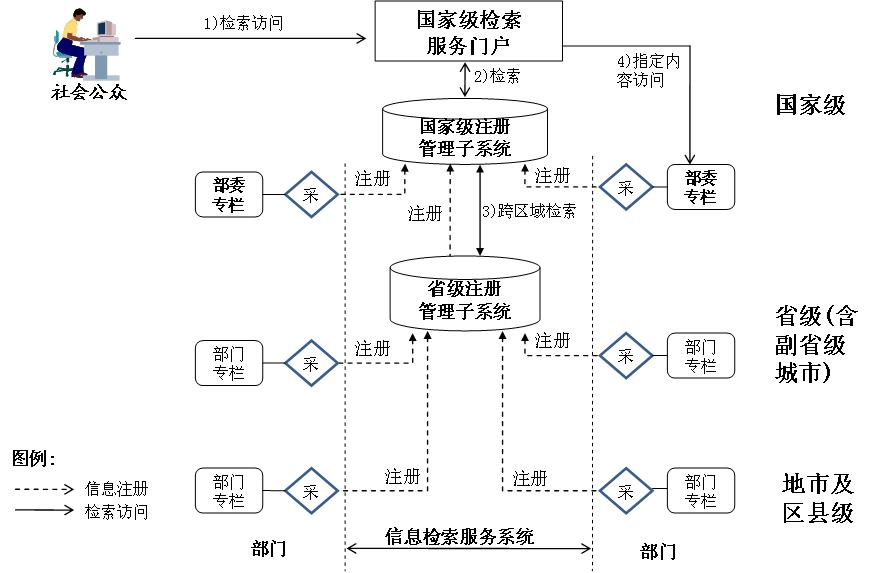 1)检索访问
国家级检索
服务门户
社会公众
2)检索
4)指定内
容访问
国家级
国家级注册
管理子系统
部委
专栏
采
注册
注册
注册
采
部委
专栏
3)跨区域检索
省级注册
管理子系统
省级(含
副省级
城市)
部门
专栏
采
注册
注册
采
部门
专栏
图例:
信息注册
检索访问
部门
专栏
采
注册
注册
采
部门
专栏
地市及
区县级
部门
信息检索服务系统
部门